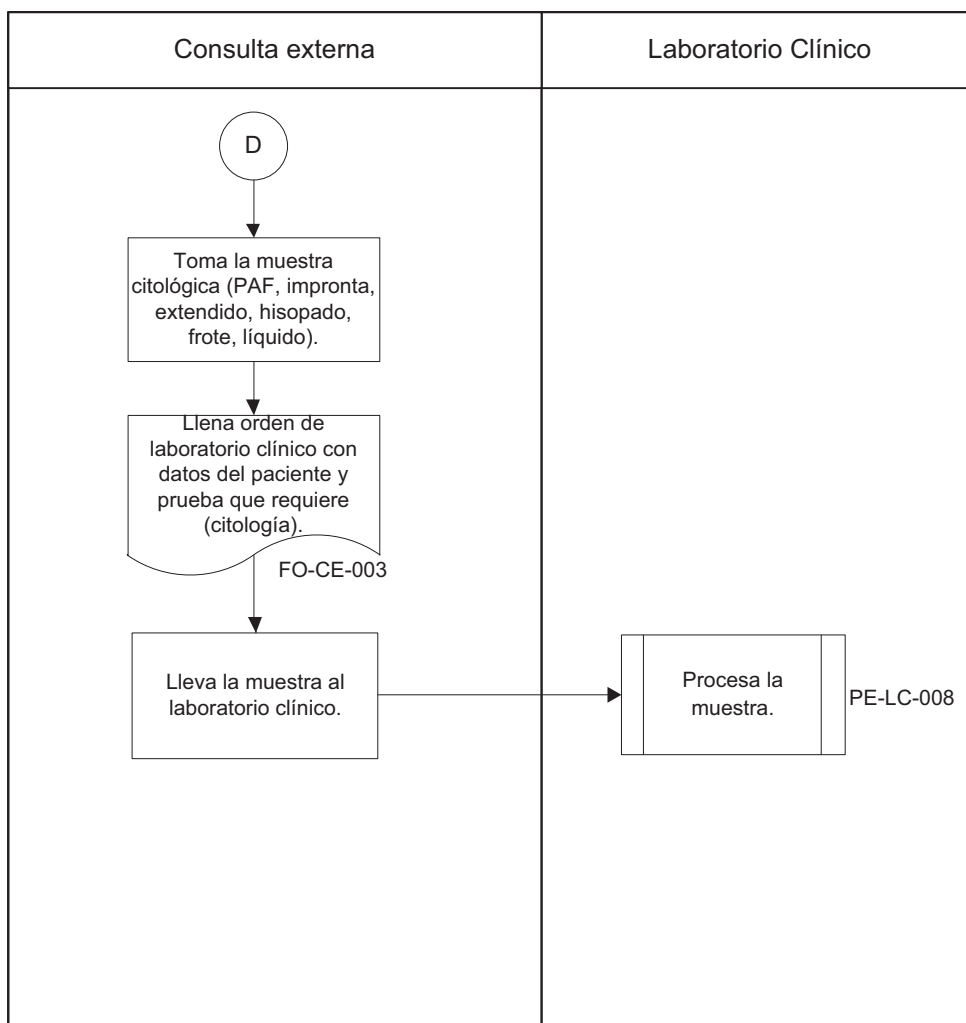 Consulta externa
Laboratorio Clínico
D
Toma la muestra
citológica (PAF, impronta,
extendido, hisopado,
frote, líquido).
Llena orden de
laboratorio clínico con
datos del paciente y
prueba que requiere
(citología).
FO-CE-003
Lleva la muestra al
laboratorio clínico.
Procesa la
muestra.
PE-LC-008